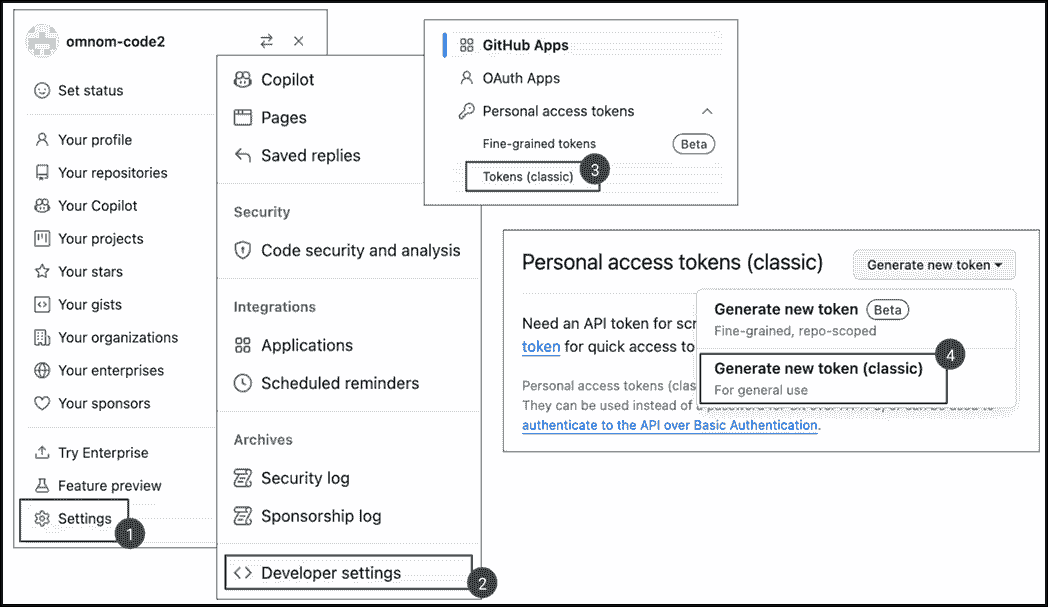 omnom-code2
Set status
Your profile
Your repositories
Your Copilot
Your projects
Your stars
Your gists
Your organizations
Your enterprises
Your sponsors
Try Enterprise
Feature preview
Settings
1
Copilot
Pages
Saved replies
Security
Code security and analysis
Integrations
Applications
Scheduled reminders
Archives
Security log
Sponsorship log
Developer settings
2
GitHub Apps
OAuth Apps
Personal access tokens
Fine-grained tokens Beta
Tokens (classic)
3
Personal access tokens (classic) Generate new token
Generate new token Beta
Fine-grained, repo-scoped
Generate new token (classic)
For general use
4
Need an API token for scr
token for quick access to
Personal access tokens (clas
They can be used instead of a
authenticate to the API over Basic Authentication.